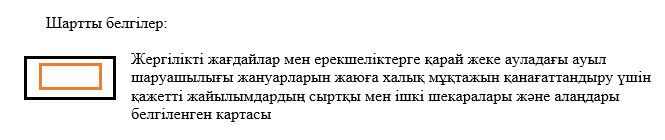 Шартты белгілер:
Жергілікті жағдайлар мен ерекшеліктерге қарай жеке ауладағы ауыл
шаруашылығы жануарларын жаюға халық мұқтажын қанағаттандыру үшін
қажетті жайылымдардың сыртқы мен ішкі шекаралары және алаңдары
белгіленген картасы